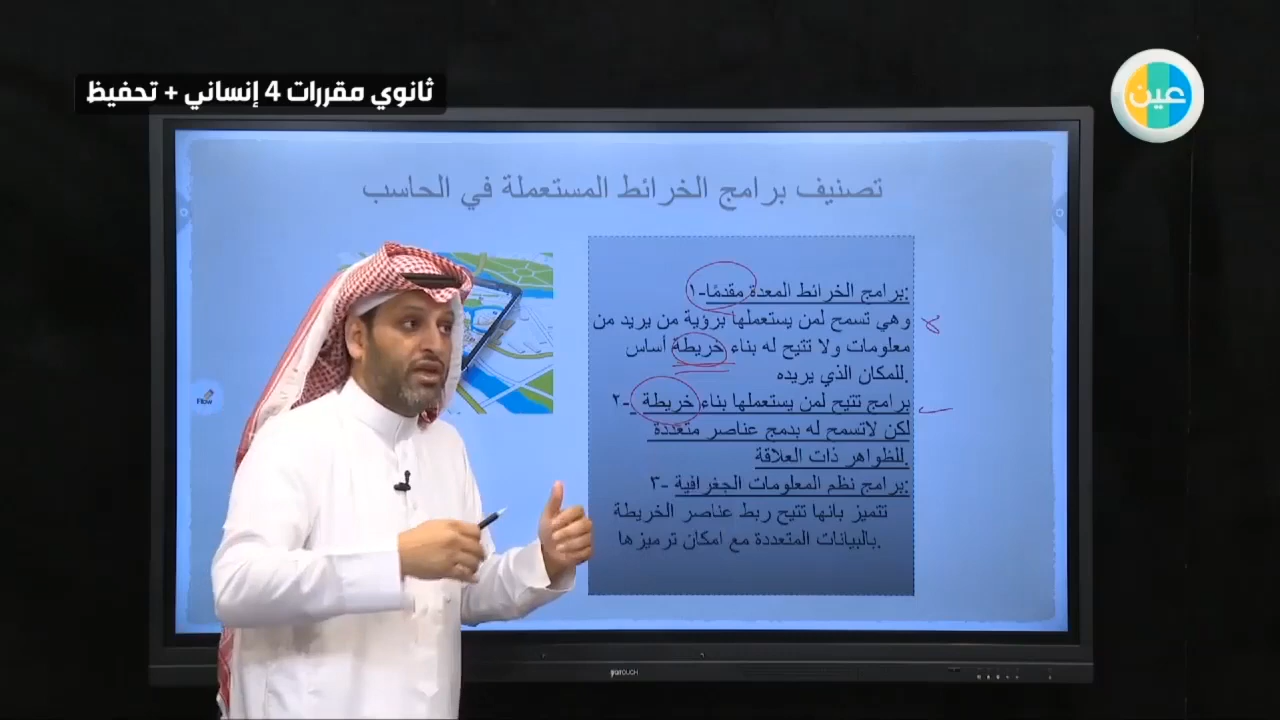 ثانوي مقررات 4 إنساني + تحفيظ
عين
تصنيف برامج الخرائط المستعملة في الحاسب
١- برامج الخرائط المعدة مقدمًا:
وهي تسمح لمن يستعملها برؤية من يريد من
معلومات ولا تتيح له بناء خريطة أساس
للمكان الذي يريده.
٢- برامج تتيح لمن يستعملها بناء خريطة
لكن لاتسمح له بدمج عناصر متعددة
للظواهر ذات العلاقة.
٣- برامج نظم المعلومات الجغرافية:
تتميز بانها تتيح ربط عناصر الخريطة
بالبيانات المتعددة مع امكان ترميزها.
Flow